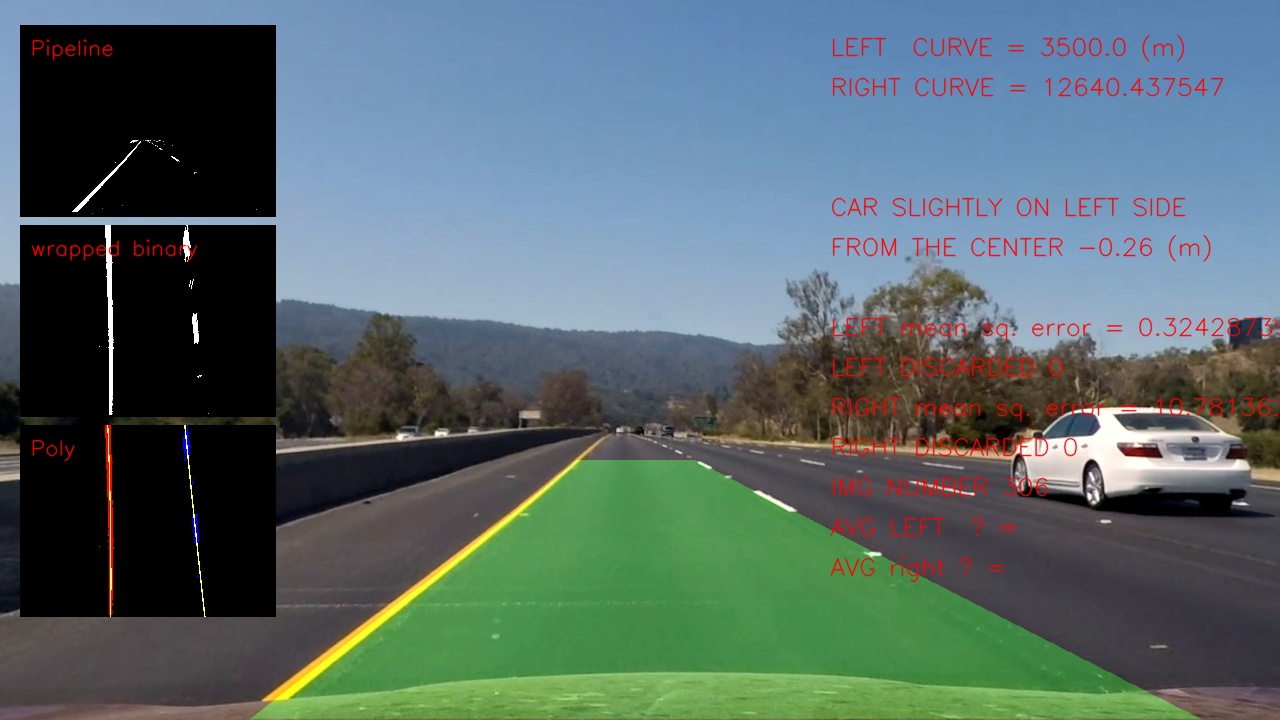 Pipeline
wrapped binary
Poly
LEFT CURVE = 3500.0 (m)
RIGHT CURVE = 12640.437547
CAR SLIGHTLY ON LEFT SIDE
FROM THE CENTER -0.26 (m)
LEFT mean sq. error = 0.3242873
LEFT DISCARDED 0
RIGHT mean sq. error = 10.78136
RIGHT DISCARDED 0
IMG NUMBER 306
AVG LEFT ? =
AVG right ? =